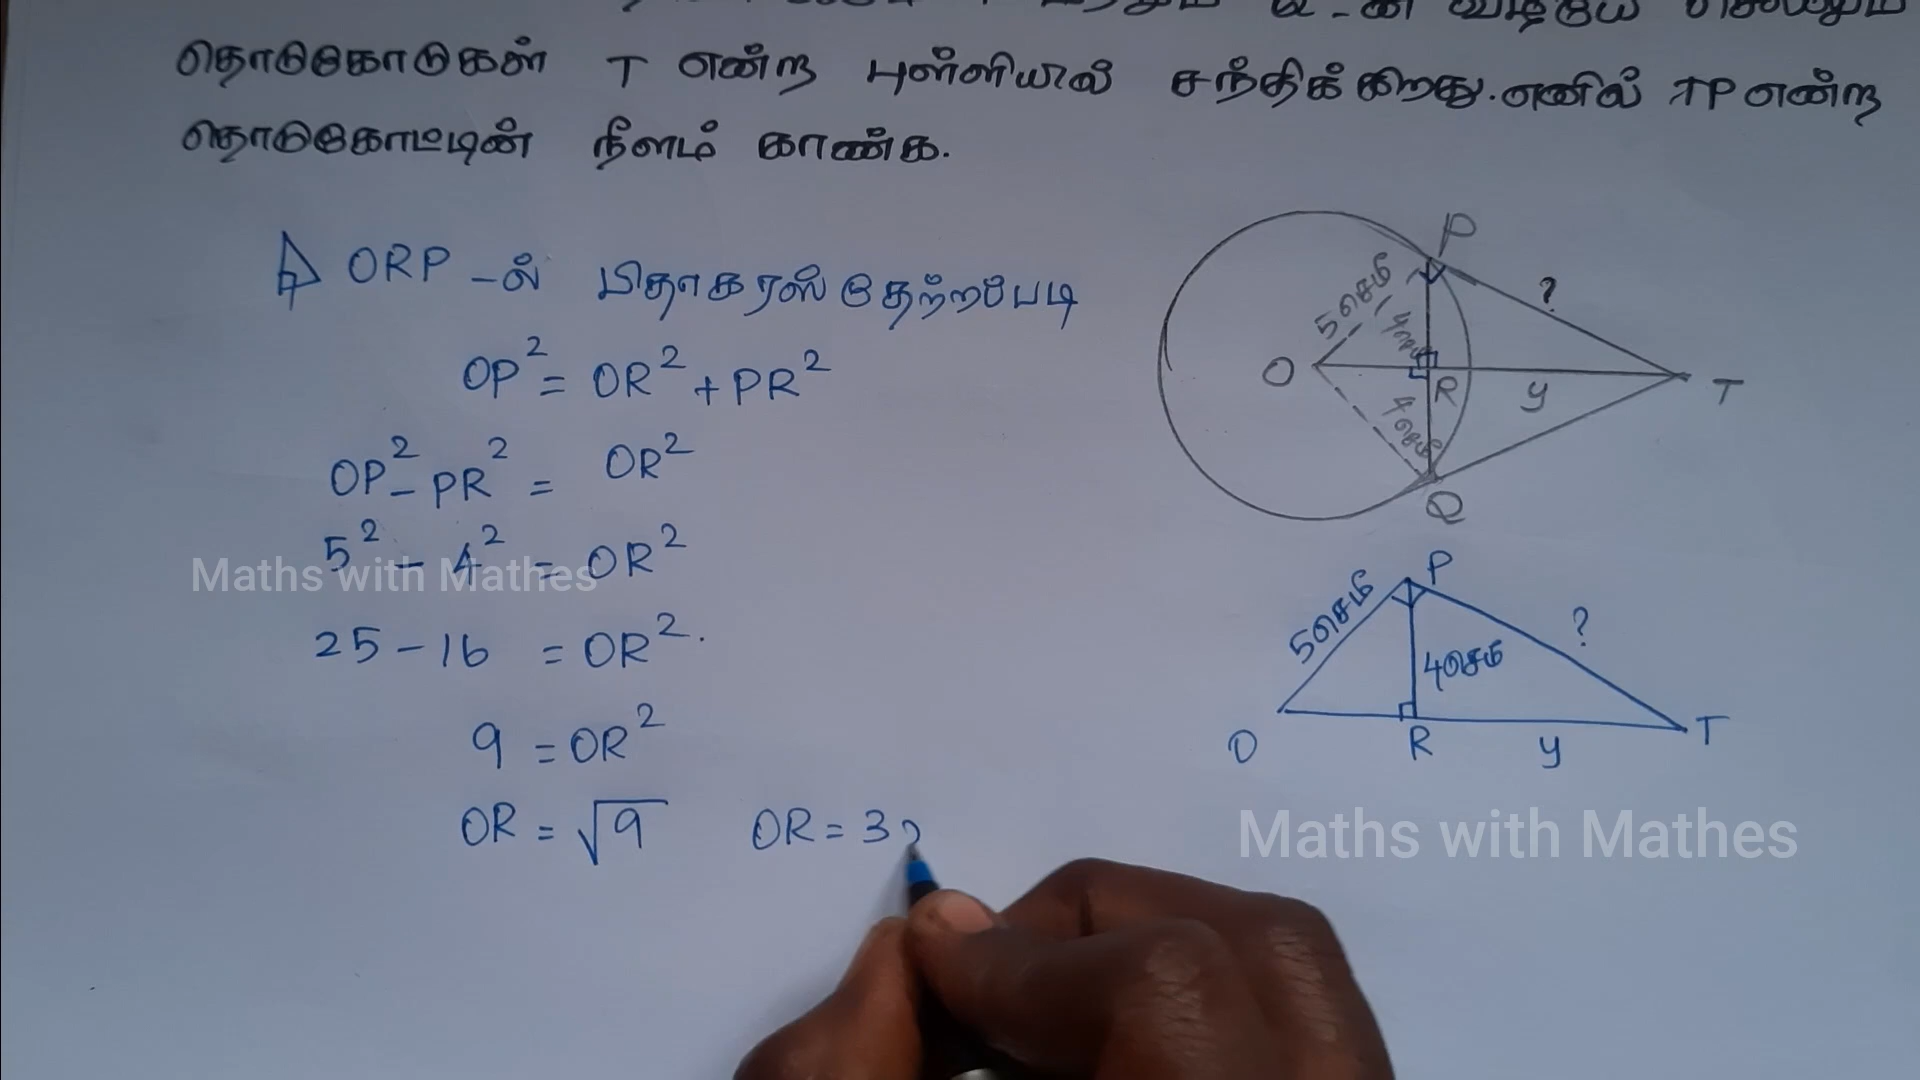 தொடுகோடுகள் T என்ற புள்ளியில் சந்திக்கிறது. எனில் TP என்ற
தொடுகோட்டின் நீளம் காண்க.
ORP - ல் பிதாகரஸ் தேற்றப்படி
OP² = OR² + PR²
OP² - PR² = OR²
5² - 4² = OR²
25 - 16 = OR².
9 = OR²
OR = √9 OR = 3
P
5 செமீ
4 செமீ
?
O
R
y
T
4 செமீ
Q
P
5 செமீ
4 செமீ
?
O
R
y
T
Maths with Mathes
Maths with Mathes